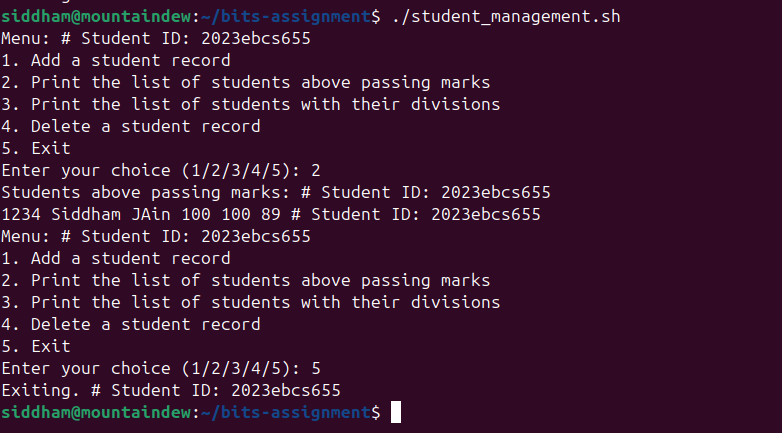 siddham@mountaindew:~/bits-assignment$ ./student_management.sh
Menu: # Student ID: 2023ebcs655
1. Add a student record
2. Print the list of students above passing marks
3. Print the list of students with their divisions
4. Delete a student record
5. Exit
Enter your choice (1/2/3/4/5): 2
Students above passing marks: # Student ID: 2023ebcs655
1234 Siddham JAin 100 100 89 # Student ID: 2023ebcs655
Menu: # Student ID: 2023ebcs655
1. Add a student record
2. Print the list of students above passing marks
3. Print the list of students with their divisions
4. Delete a student record
5. Exit
Enter your choice (1/2/3/4/5): 5
Exiting. # Student ID: 2023ebcs655
siddham@mountaindew:~/bits-assignment$